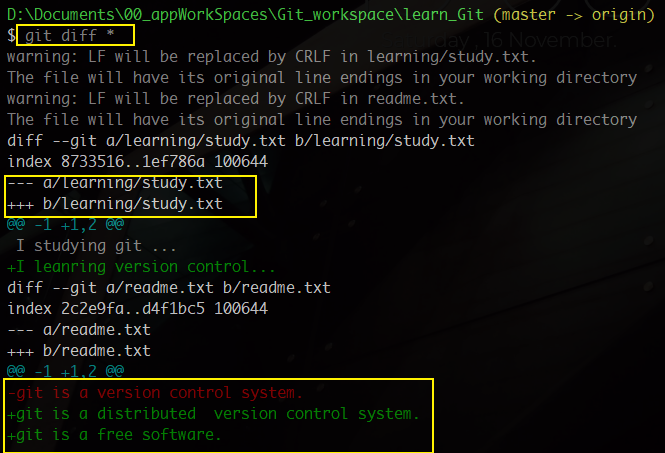 D:\Documents\00_appWorkSpaces\Git_workspace\learn_Git (master -> origin)
$ git diff *
, 16 November.
warning: LF will be replaced by CRLF in learning/study.txt.
The file will have its original line endings in your working directory
warning: LF will be replaced by CRLF in readme.txt.
The file will have its original line endings in your working directory
diff --git a/learning/study.txt b/learning/study.txt
index 8733516..1ef786a 100644
--- a/learning/study.txt
+++ b/learning/study.txt
@@ -1 +1,2 @@
 I studying git ...
+I leanring version control...
diff --git a/readme.txt b/readme.txt
index 2c2e9fa..d4f1bc5 100644
--- a/readme.txt
+++ b/readme.txt
@@ -1 +1,2 @@
-git is a version control system.
+git is a distributed  version control system.
+git is a free software.